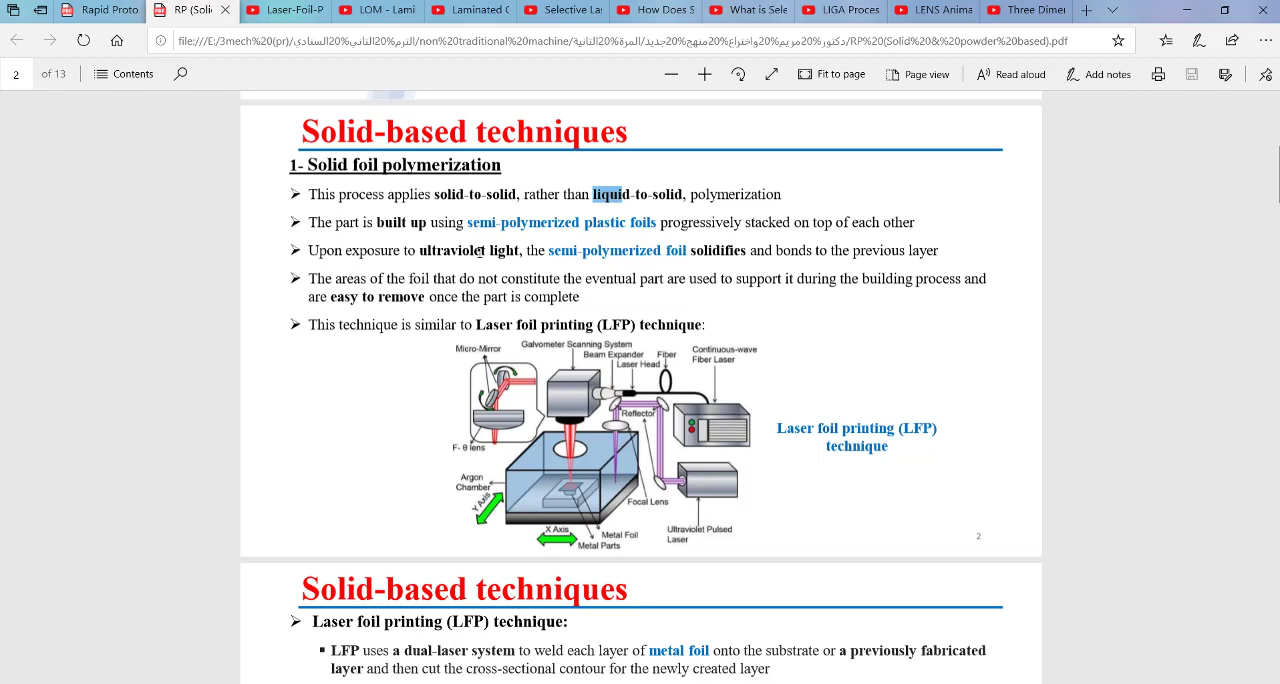 Rapid Proto
RP (Solid
Laser-Foil-P
LOM - Lami
Laminated O
Selective Las
How Does S
What is Sele
LIGA Proces
LENS Anima
Three Dimen
file:///E:/3mech%20(pr)/الترم%20الثاني%20السنادي/non%20traditional%20machine/دكتور%20مريم%20واختراع%20منهج%20جديد/المرة%20الثانية/RP%20(Solid%20&%20powder%20based).pdf
2 of 13 Contents Fit to page Page view Read aloud Add notes
Solid-based techniques
1- Solid foil polymerization
➢ This process applies solid-to-solid, rather than liquid-to-solid, polymerization
➢ The part is built up using semi-polymerized plastic foils progressively stacked on top of each other
➢ Upon exposure to ultraviolet light, the semi-polymerized foil solidifies and bonds to the previous layer
➢ The areas of the foil that do not constitute the eventual part are used to support it during the building process and
are easy to remove once the part is complete
➢ This technique is similar to Laser foil printing (LFP) technique:
Micro-Mirror
Galvometer Scanning System
Beam Expander
Laser Head
Fiber
Continuous-wave
Fiber Laser
Reflector
F- θ lens
Argon
Chamber
Y Axis
X Axis
Metal Foil
Metal Parts
Focal Lens
Ultraviolet Pulsed
Laser
Laser foil printing (LFP)
technique
2
Solid-based techniques
➢ Laser foil printing (LFP) technique:
▪ LFP uses a dual-laser system to weld each layer of metal foil onto the substrate or a previously fabricated
layer and then cut the cross-sectional contour for the newly created layer